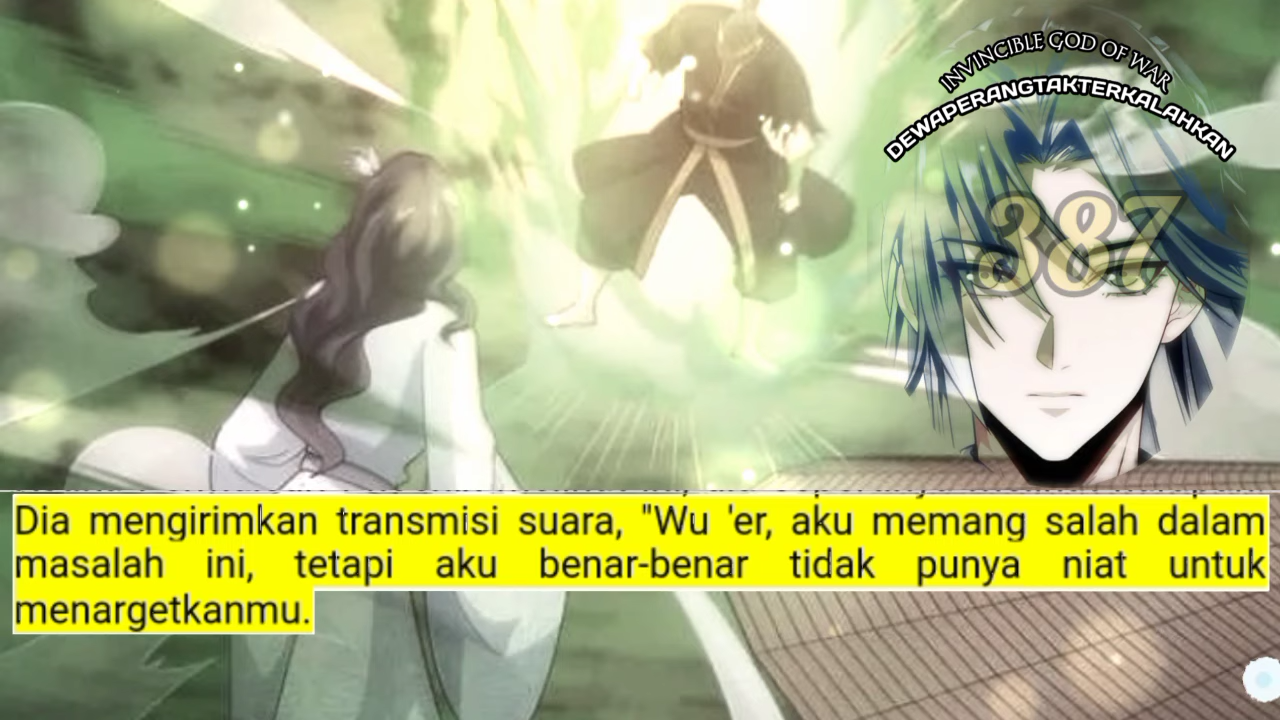 INVINCIBLE GOD OF WAR
DEWAPERANGTAKTERKALAHKAN
387
Dia mengirimkan transmisi suara, "Wu 'er, aku memang salah dalam
masalah ini, tetapi aku benar-benar tidak punya niat untuk
menargetkanmu.